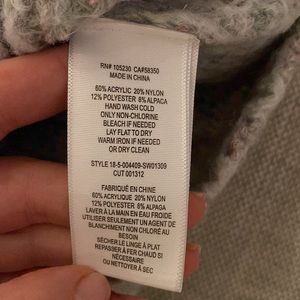 RN# 105230 CA#58350
MADE IN CHINA
60% ACRYLIC 20% NYLON
12% POLYESTER 8% ALPACA
HAND WASH COLD
ONLY NON-CHLORINE
BLEACH IF NEEDED
LAY FLAT TO DRY
WARM IRON IF NEEDED
OR DRY CLEAN
STYLE 18-5-004409-SW01309
CUT 001312
FABRIQUÉ EN CHINE
60% ACRYLIQUE 20% NYLON
12% POLYESTER 8% ALPAGA
LAVER À LA MAIN EN EAU FROIDE
UTILISER SEULEMENT UN AGENT DE
BLANCHIMENT NON CHLORÉ AU
BESOIN
SÉCHER LE LINGE À PLAT
REPASSER À FER CHAUD SI
NÉCESSAIRE
OU NETTOYER À SEC